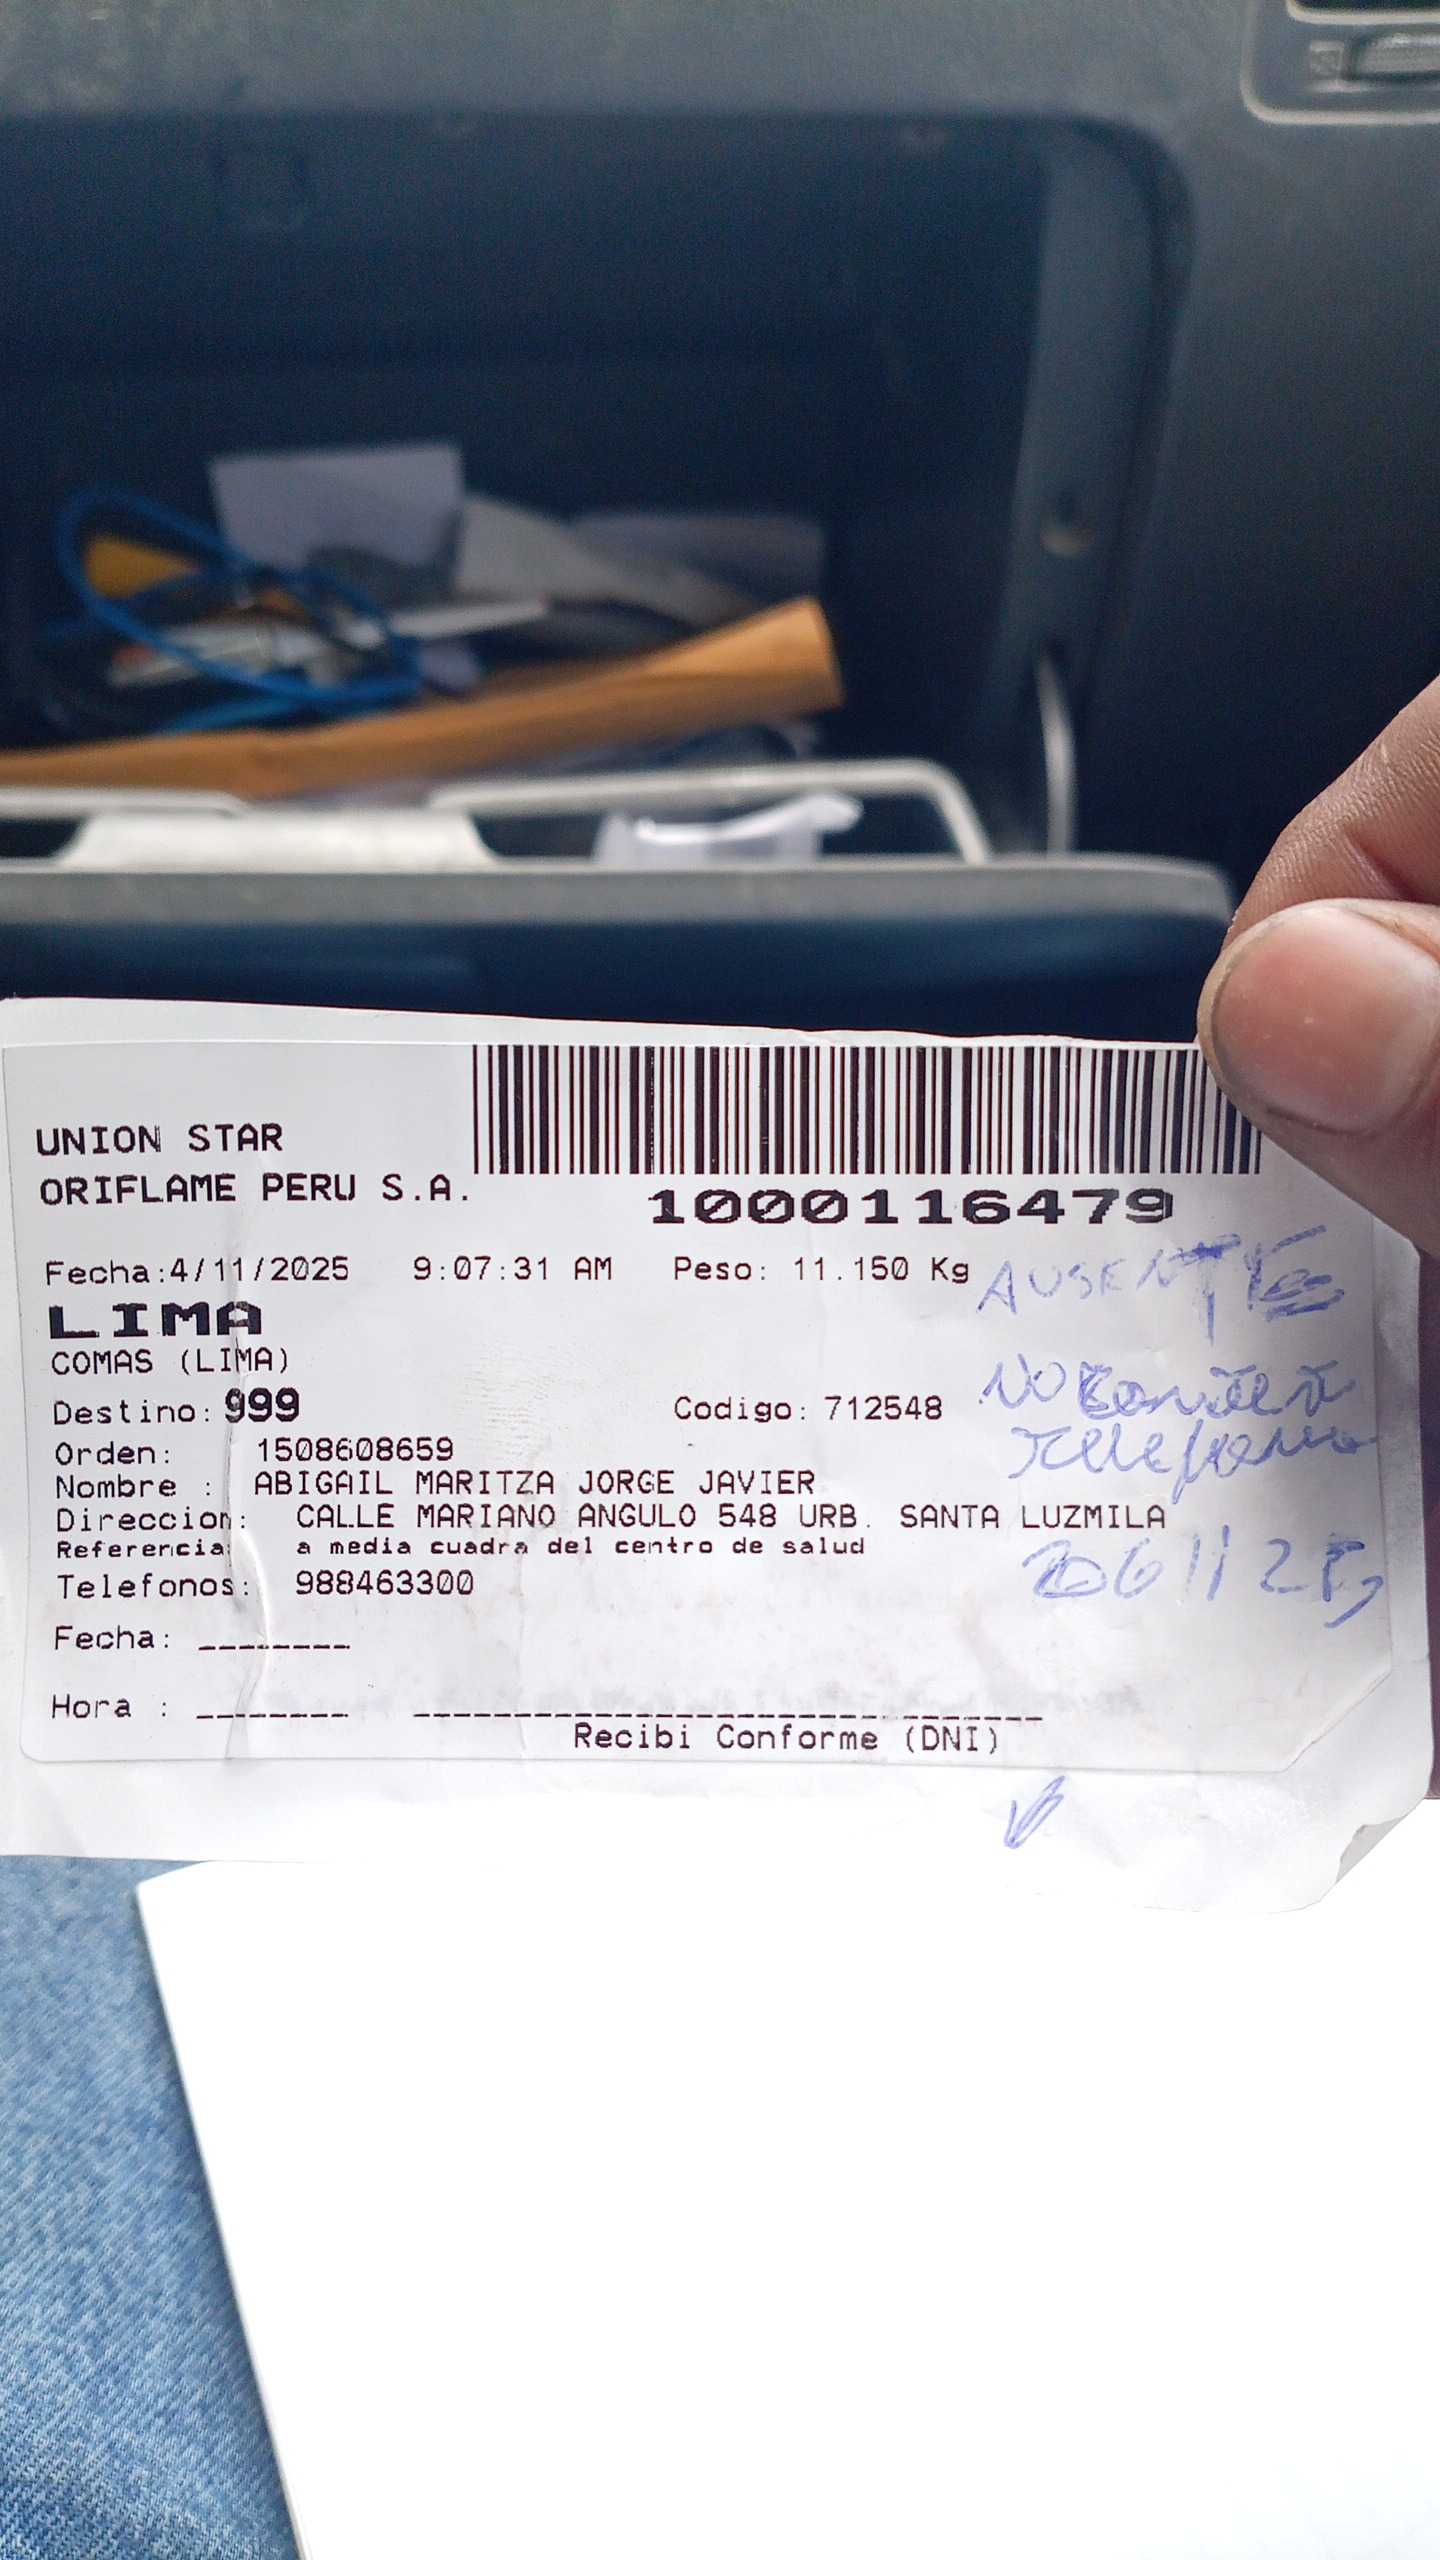 UNION STAR
ORIFLAME PERU S.A.
1000116479
Fecha:4/11/2025 9:07:31 AM Peso: 11.150 Kg
AUSENTE
LIMA
COMAS (LIMA)
NO
Destino: 999 Codigo: 712548
Telefono
Orden: 1508608659
Nombre : ABIGAIL MARITZA JORGE JAVIER
Direccion: CALLE MARIANO ANGULO 548 URB. SANTA LUZMILA
Referencia: a media cuadra del centro de salud
Telefonos: 988463300
Fecha: ________
Hora : ________
Recibi Conforme (DNI)